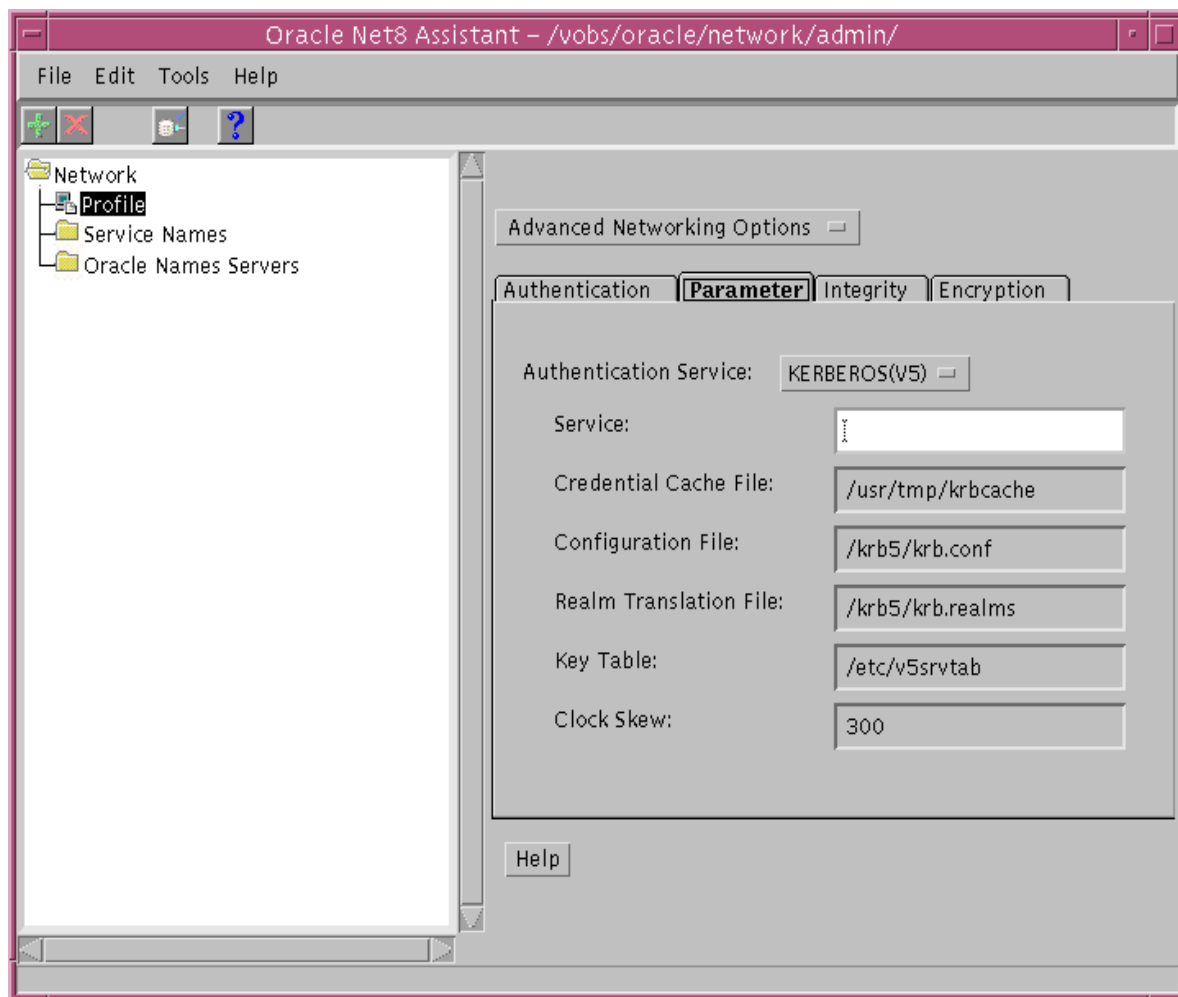 Oracle Net8 Assistant – /vobs/oracle/network/admin/
File Edit Tools Help
?
Network
Profile
Service Names
Oracle Names Servers
Advanced Networking Options
Authentication Parameter Integrity Encryption
Authentication Service: KERBEROS(V5)
Service:
Credential Cache File: /usr/tmp/krbcache
Configuration File: /krb5/krb.conf
Realm Translation File: /krb5/krb.realms
Key Table: /etc/v5srvtab
Clock Skew: 300
Help